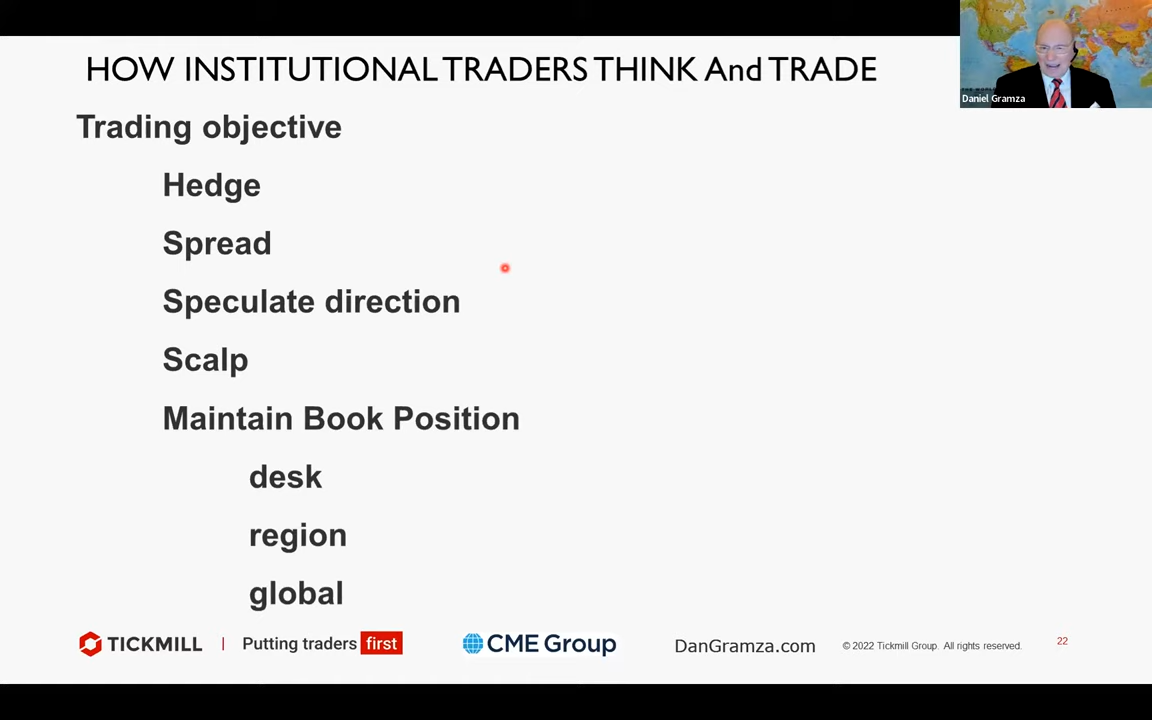 HOW INSTITUTIONAL TRADERS THINK And TRADE
Daniel Gramza
Trading objective
Hedge
Spread
Speculate direction
Scalp
Maintain Book Position
desk
region
global
TICKMILL | Putting traders first
CME Group
DanGramza.com
© 2022 Tickmill Group. All rights reserved.
22